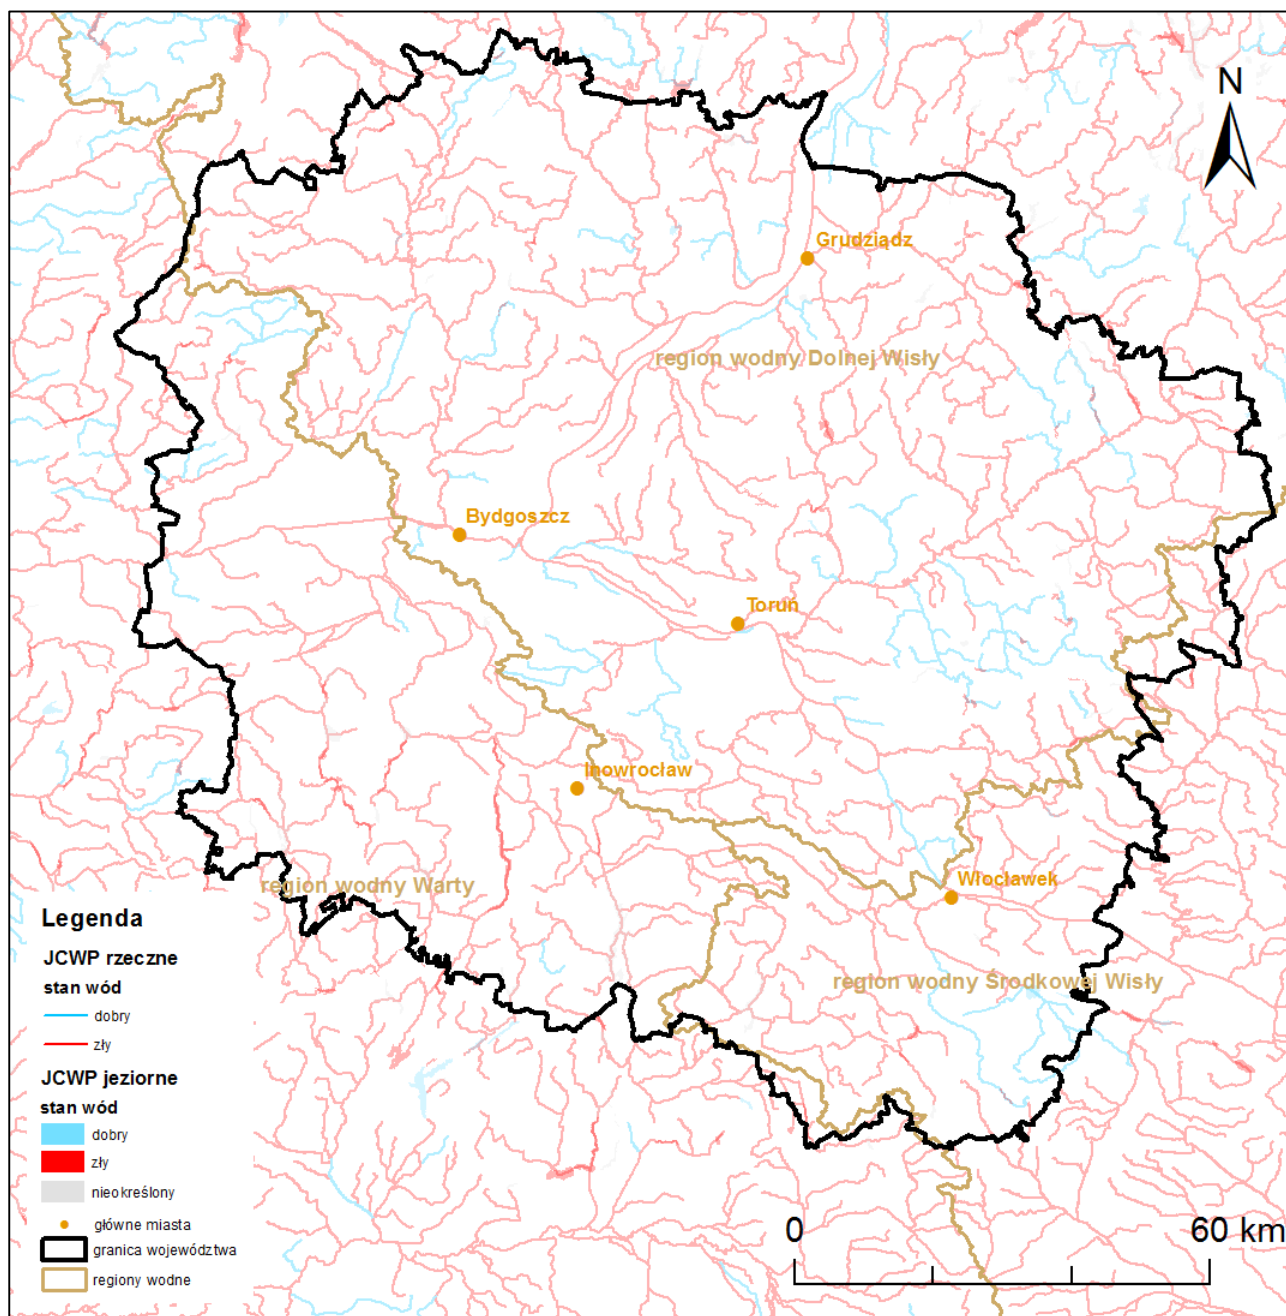 N
Grudziądz
region wodny Dolnej Wisły
Bydgoszcz
Toruń
Inowrocław
Włocławek
region wodny Warty
region wodny Środkowej Wisły
Legenda
JCWP rzeczne
stan wód
dobry
zły
JCWP jeziorne
stan wód
dobry
zły
nieokreślony
główne miasta
granica województwa
regiony wodne
0 60 km